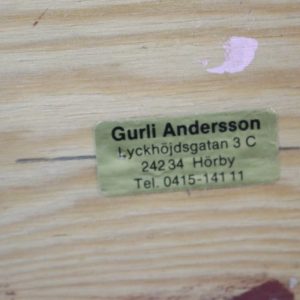 Gurli Andersson
Lyckhöjdsgatan 3 C
242 34 Hörby
Tel. 0415-141 11